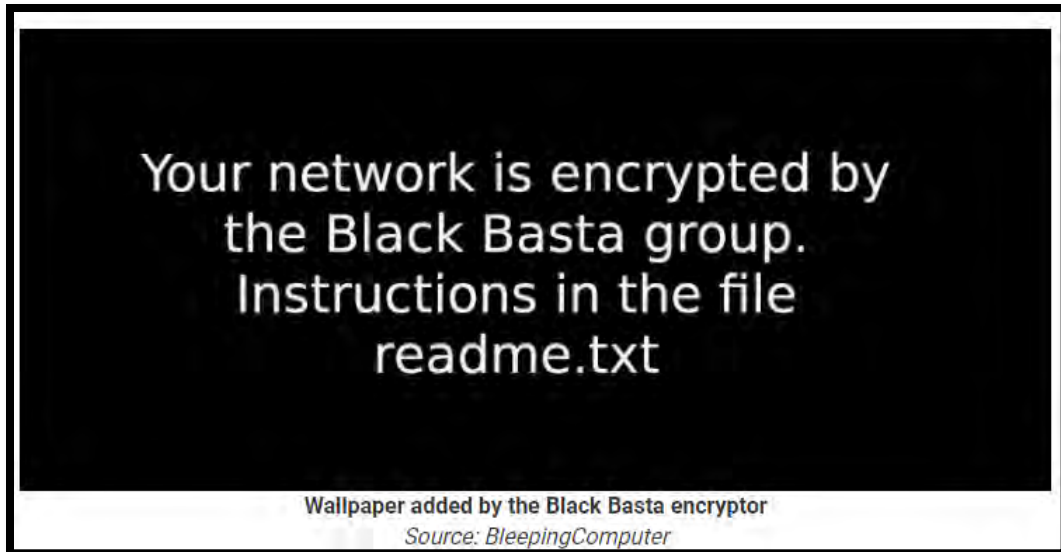 Your network is encrypted by
the Black Basta group.
Instructions in the file
readme.txt
Wallpaper added by the Black Basta encryptor
Source: BleepingComputer